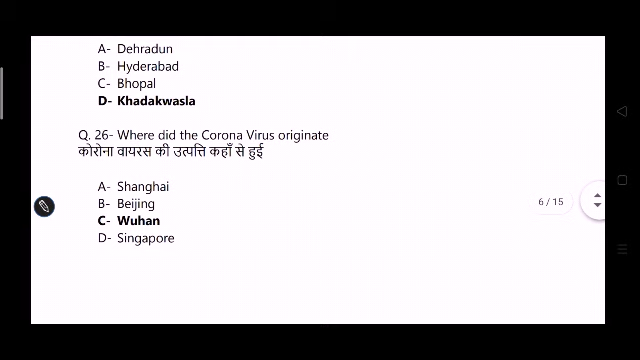 A- Dehradun
B- Hyderabad
C- Bhopal
D- Khadakwasla
Q. 26- Where did the Corona Virus originate
कोरोना वायरस की उत्पत्ति कहाँ से हुई
A- Shanghai
B- Beijing
C- Wuhan
D- Singapore
6 / 15